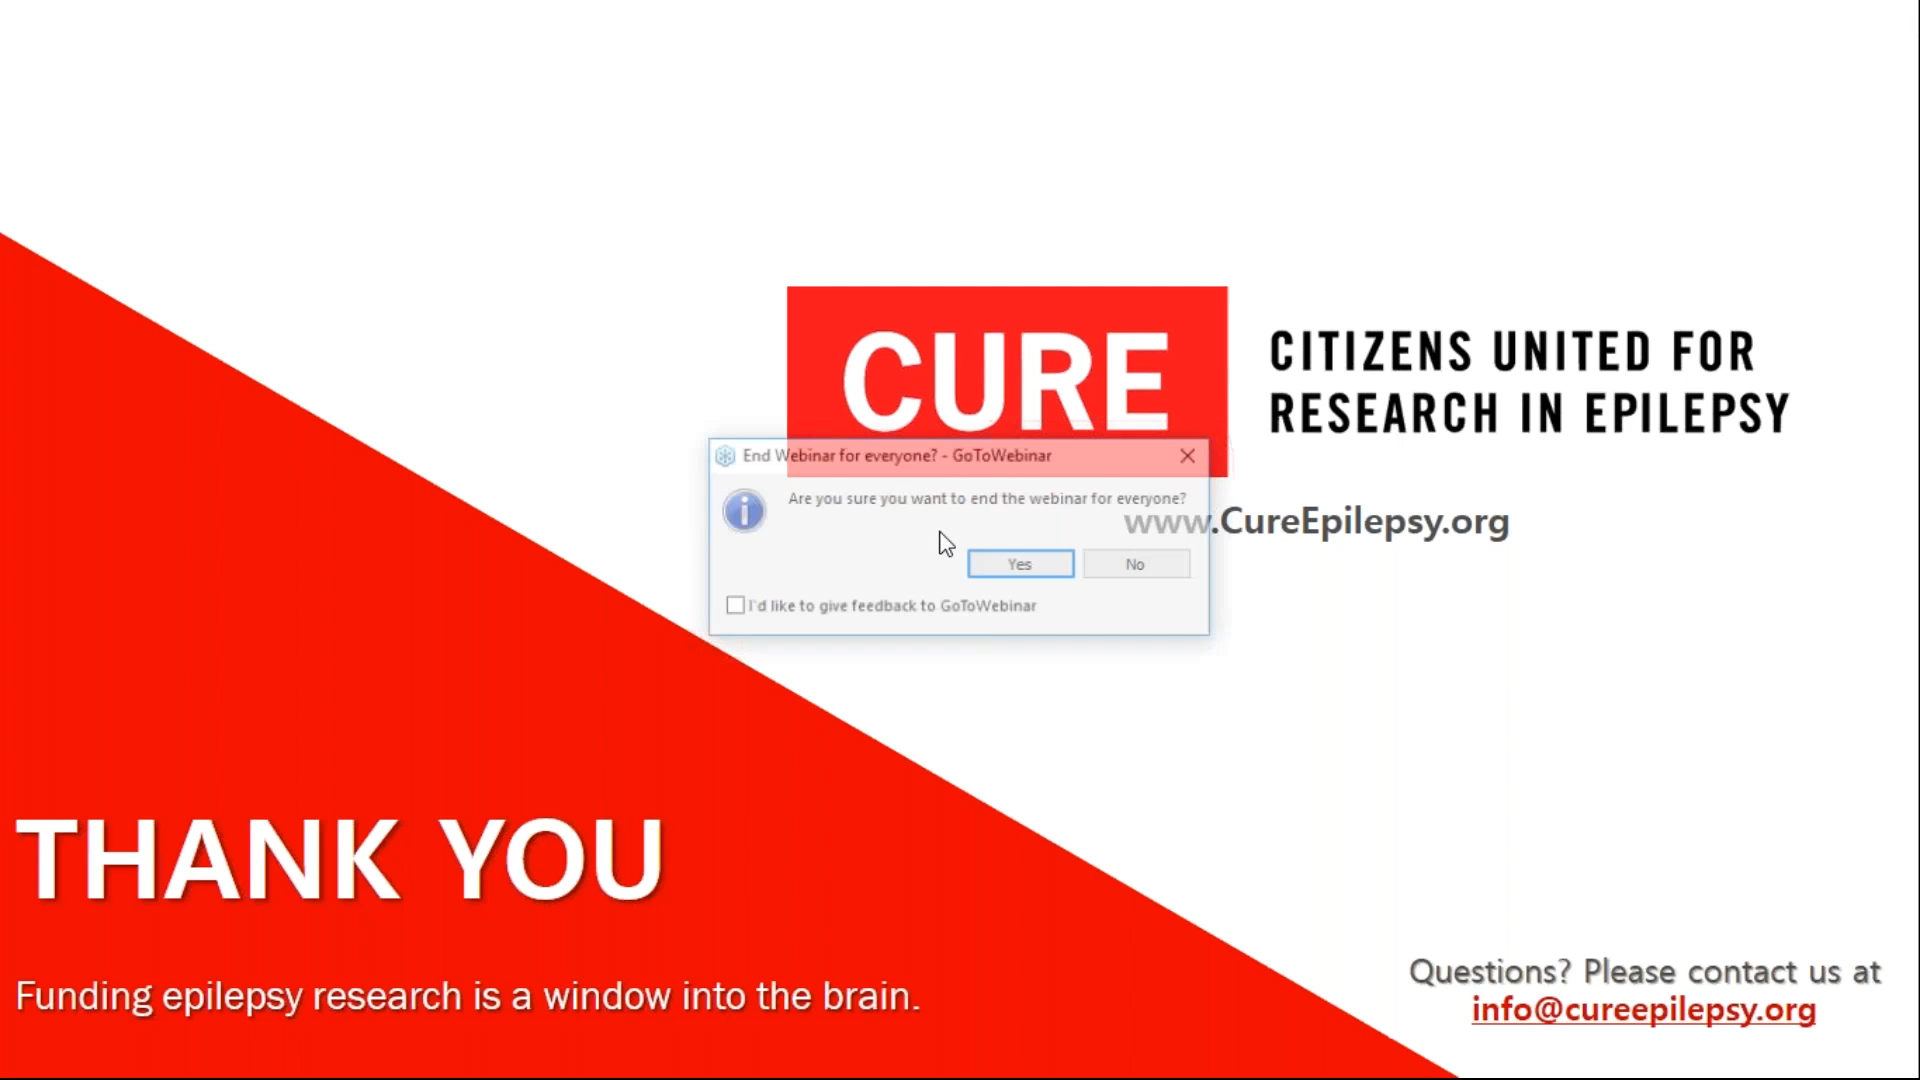 CURE
CITIZENS UNITED FOR
RESEARCH IN EPILEPSY
End Webinar for everyone? - GoToWebinar
Are you sure you want to end the webinar for everyone?
www.CureEpilepsy.org
Yes
No
I'd like to give feedback to GoToWebinar
THANK YOU
Funding epilepsy research is a window into the brain.
Questions? Please contact us at
info@cureepilepsy.org